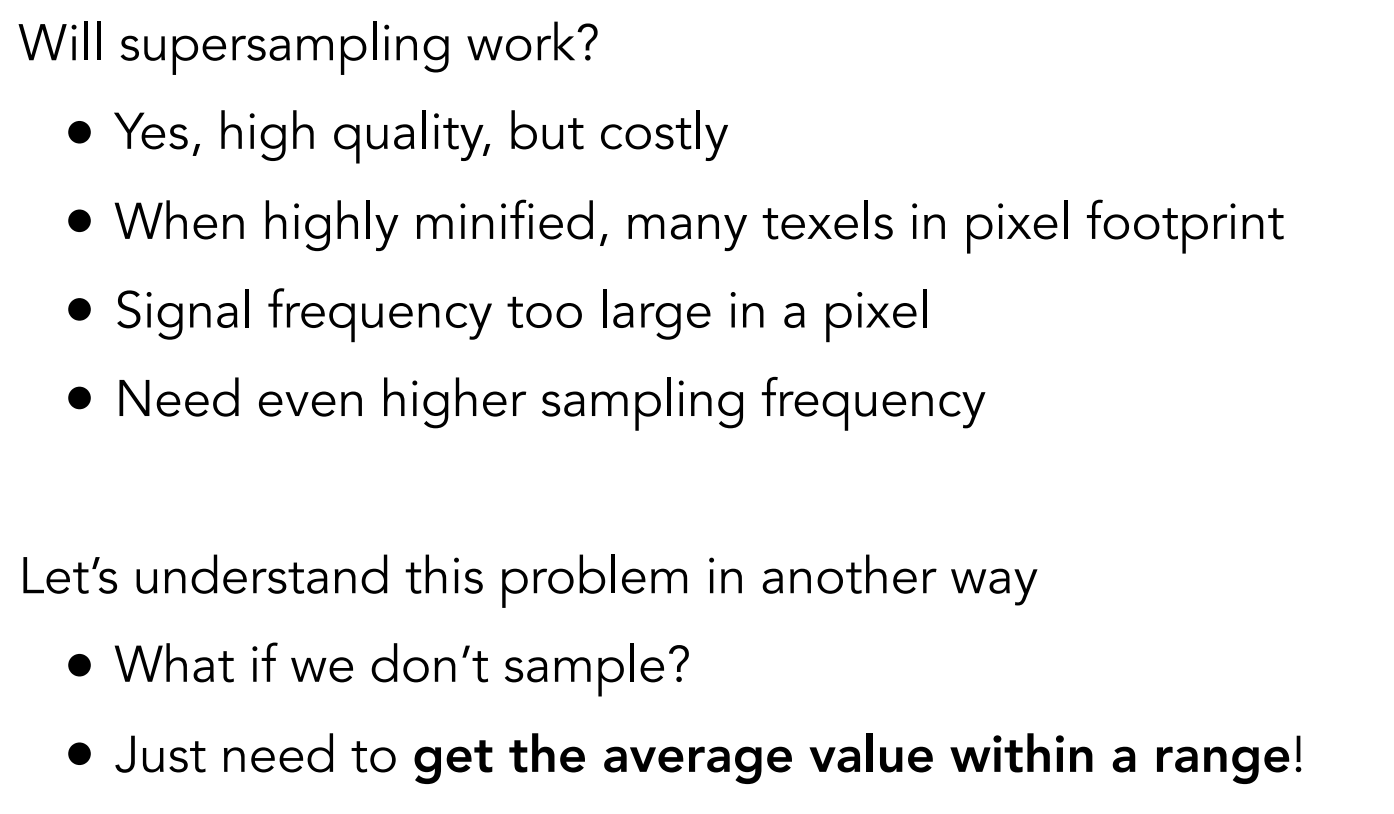 Will supersampling work?
• Yes, high quality, but costly
• When highly minified, many texels in pixel footprint
• Signal frequency too large in a pixel
• Need even higher sampling frequency
Let’s understand this problem in another way
• What if we don’t sample?
• Just need to get the average value within a range!